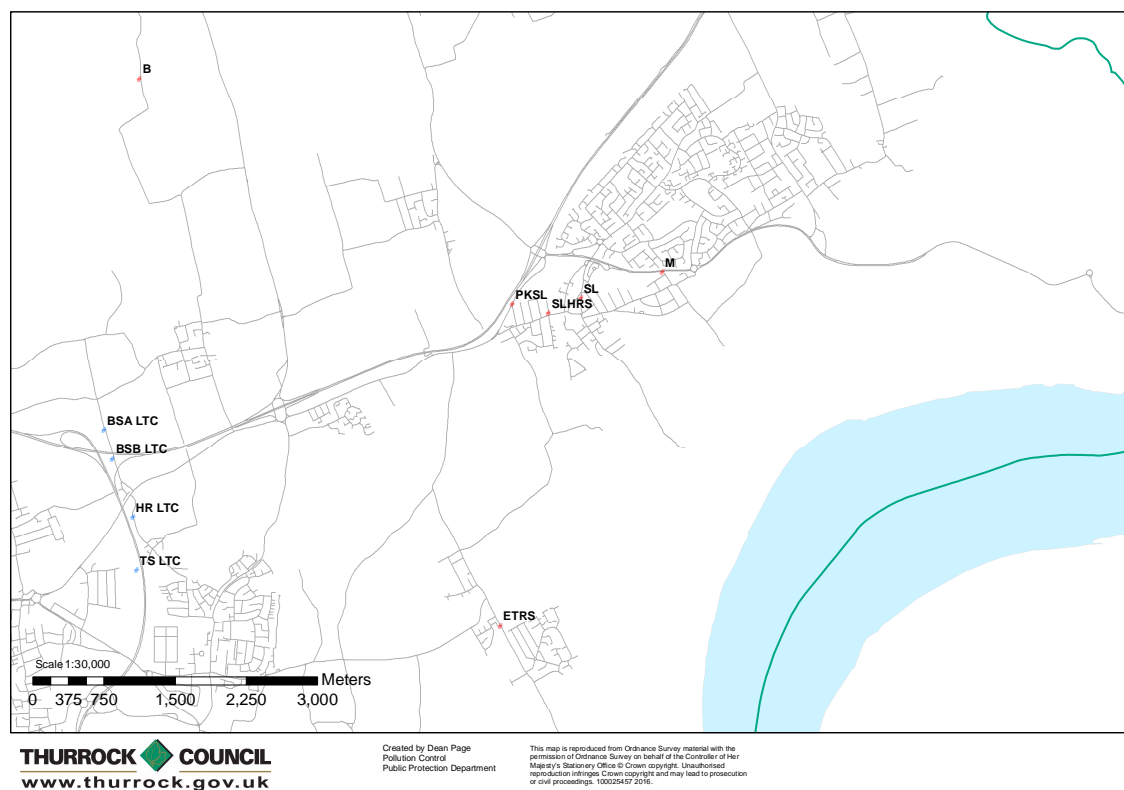 B
M
PKSL
SL
SLHRS
BSA LTC
BSB LTC
HR LTC
TS LTC
ETRS
Scale 1:30,000
Meters
0 375 750 1,500 2,250 3,000
THURROCK COUNCIL
www.thurrock.gov.uk
Created by Dean Page
Pollution Control
Public Protection Department
This map is reproduced from Ordnance Survey material with the
permission of Ordnance Survey on behalf of the Controller of Her
Majesty's Stationery Office © Crown copyright. Unauthorised
reproduction infringes Crown copyright and may lead to prosecution
or civil proceedings. 100025457 2016.